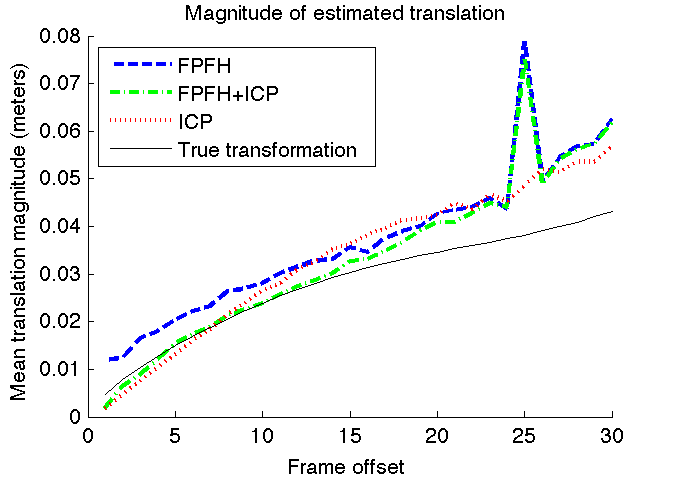 Magnitude of estimated translation
Mean translation magnitude (meters)
0.08
0.07
0.06
0.05
0.04
0.03
0.02
0.01
0
FPFH
FPFH+ICP
ICP
True transformation
0 5 10 15 20 25 30
Frame offset